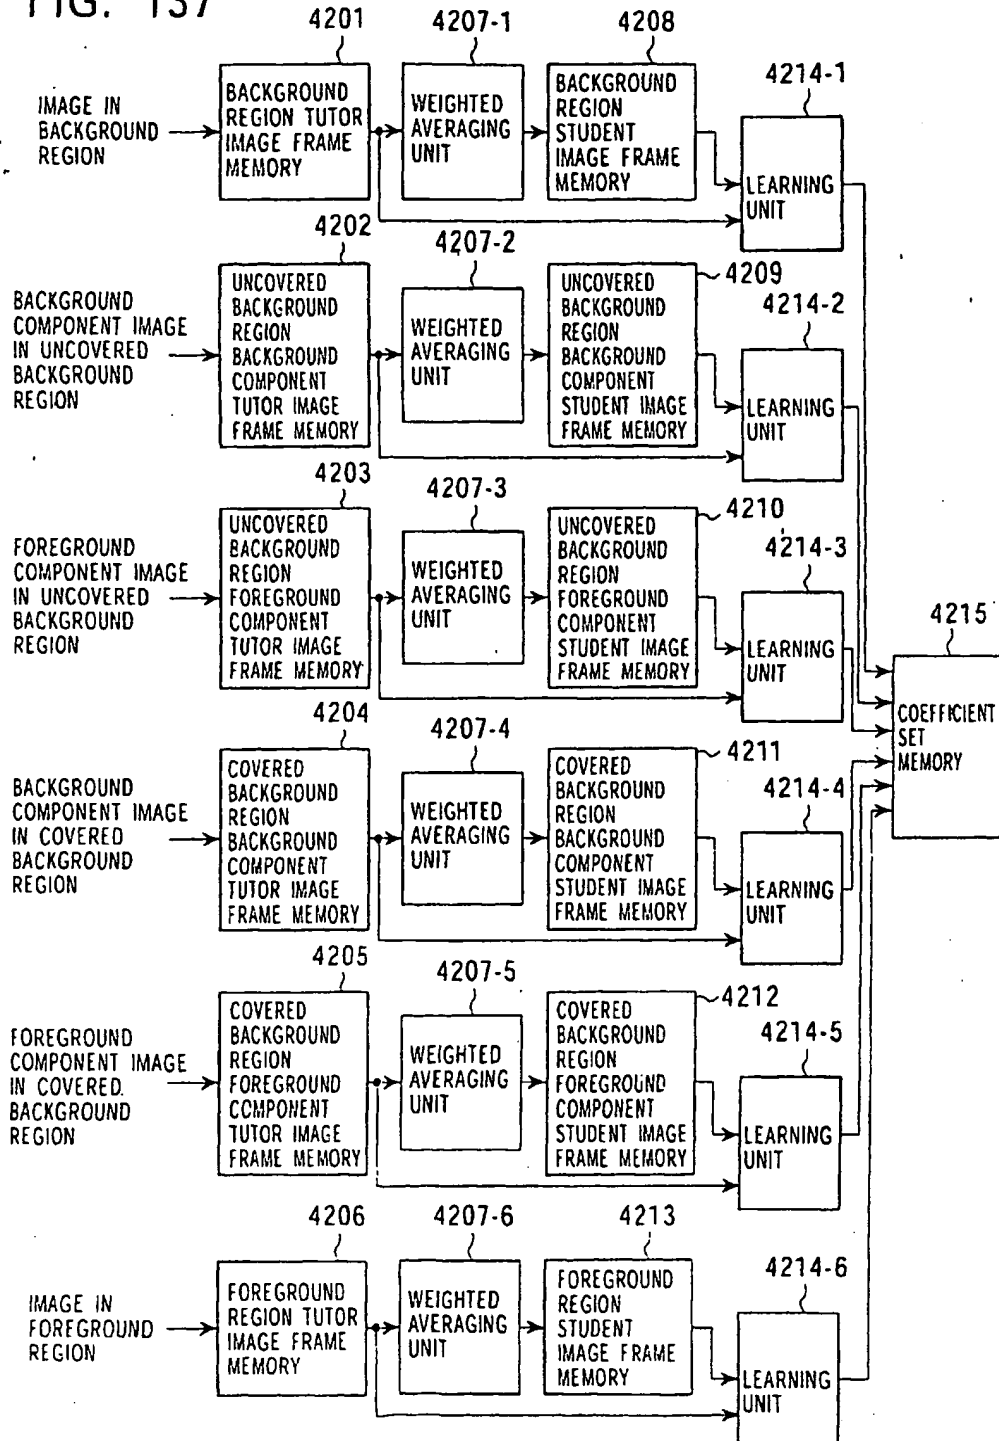 FIG. 137
4201
4207-1
4208
4214-1
IMAGE IN
BACKGROUND
REGION
BACKGROUND
REGION TUTOR
IMAGE FRAME
MEMORY
WEIGHTED
AVERAGING
UNIT
BACKGROUND
REGION
STUDENT
IMAGE FRAME
MEMORY
LEARNING
UNIT
4202
4207-2
4209
4214-2
BACKGROUND
COMPONENT IMAGE
IN UNCOVERED
BACKGROUND
REGION
UNCOVERED
BACKGROUND
REGION
BACKGROUND
COMPONENT
TUTOR IMAGE
FRAME MEMORY
WEIGHTED
AVERAGING
UNIT
UNCOVERED
BACKGROUND
REGION
BACKGROUND
COMPONENT
STUDENT IMAGE
FRAME MEMORY
LEARNING
UNIT
4203
4207-3
4210
4214-3
FOREGROUND
COMPONENT IMAGE
IN UNCOVERED
BACKGROUND
REGION
UNCOVERED
BACKGROUND
REGION
FOREGROUND
COMPONENT
TUTOR IMAGE
FRAME MEMORY
WEIGHTED
AVERAGING
UNIT
UNCOVERED
BACKGROUND
REGION
FOREGROUND
COMPONENT
STUDENT IMAGE
FRAME MEMORY
LEARNING
UNIT
4215
COEFFICIENT
SET
MEMORY
4204
4207-4
4211
4214-4
BACKGROUND
COMPONENT IMAGE
IN COVERED
BACKGROUND
REGION
COVERED
BACKGROUND
REGION
BACKGROUND
COMPONENT
TUTOR IMAGE
FRAME MEMORY
WEIGHTED
AVERAGING
UNIT
COVERED
BACKGROUND
REGION
BACKGROUND
COMPONENT
STUDENT IMAGE
FRAME MEMORY
LEARNING
UNIT
4205
4207-5
4212
4214-5
FOREGROUND
COMPONENT IMAGE
IN COVERED.
BACKGROUND
REGION
COVERED
BACKGROUND
REGION
FOREGROUND
COMPONENT
TUTOR IMAGE
FRAME MEMORY
WEIGHTED
AVERAGING
UNIT
COVERED
BACKGROUND
REGION
FOREGROUND
COMPONENT
STUDENT IMAGE
FRAME MEMORY
LEARNING
UNIT
4206
4207-6
4213
4214-6
IMAGE IN
FOREGROUND
REGION
FOREGROUND
REGION TUTOR
IMAGE FRAME
MEMORY
WEIGHTED
AVERAGING
UNIT
FOREGROUND
REGION
STUDENT
IMAGE FRAME
MEMORY
LEARNING
UNIT